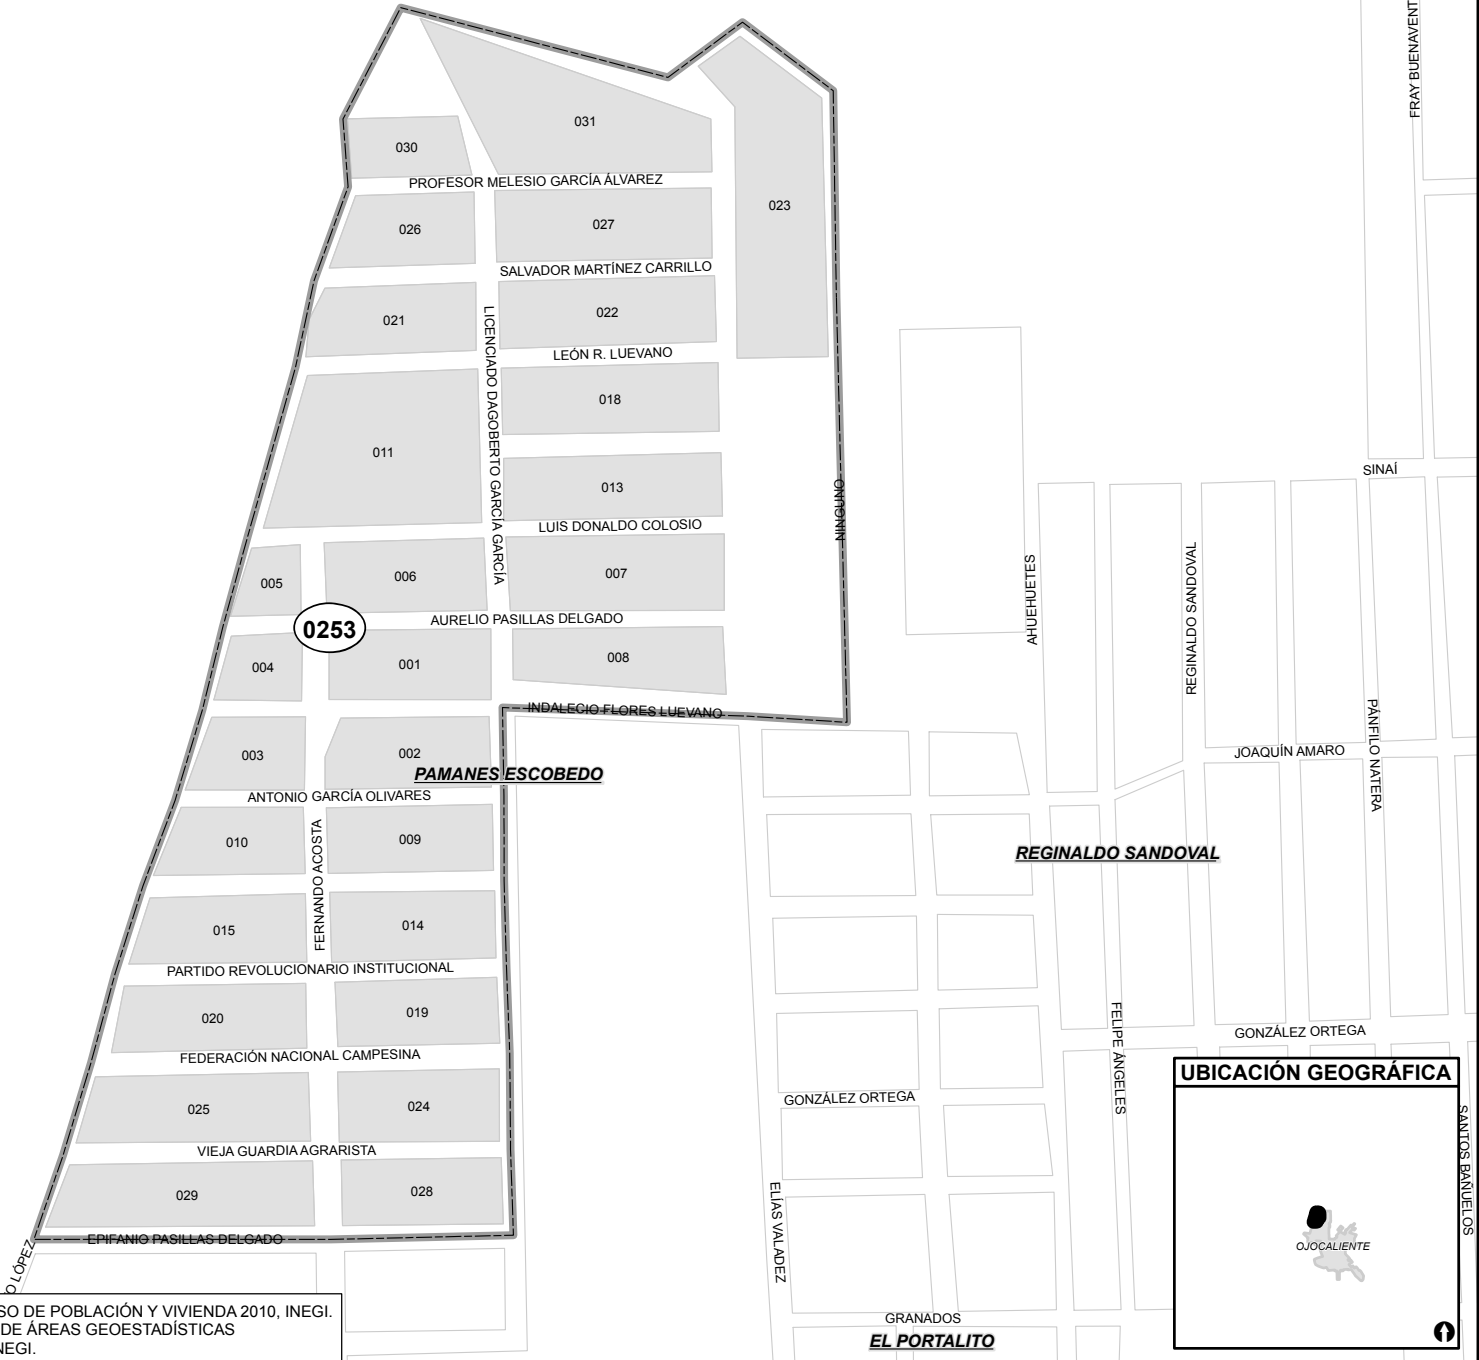 FRAY BUENAVENT
031
030
PROFESOR MELESIO GARCÍA ÁLVAREZ
023
026
027
SALVADOR MARTÍNEZ CARRILLO
021
022
LICENCIADO DAGOBERTO GARCÍA GARCÍA
LEÓN R. LUEVANO
018
011
SINAÍ
013
NINGUNO
LUIS DONALDO COLOSIO
005
006
007
AHUEHUETES
REGINALDO SANDOVAL
0253
AURELIO PASILLAS DELGADO
004
001
008
INDALECIO FLORES LUEVANO
003
002
PÁNFILO NATERA
JOAQUÍN AMARO
PAMANES ESCOBEDO
ANTONIO GARCÍA OLIVARES
010
009
FERNANDO ACOSTA
REGINALDO SANDOVAL
015
014
PARTIDO REVOLUCIONARIO INSTITUCIONAL
020
019
FELIPE ÁNGELES
GONZÁLEZ ORTEGA
FEDERACIÓN NACIONAL CAMPESINA
UBICACIÓN GEOGRÁFICA
025
024
GONZÁLEZ ORTEGA
SANTOS BAÑUELOS
VIEJA GUARDIA AGRARISTA
029
028
ELÍAS VALADEZ
EPIFANIO PASILLAS DELGADO
OJOCALIENTE
O LÓPEZ
SO DE POBLACIÓN Y VIVIENDA 2010, INEGI.
DE ÁREAS GEOESTADÍSTICAS
NEGI.
GRANADOS
EL PORTALITO